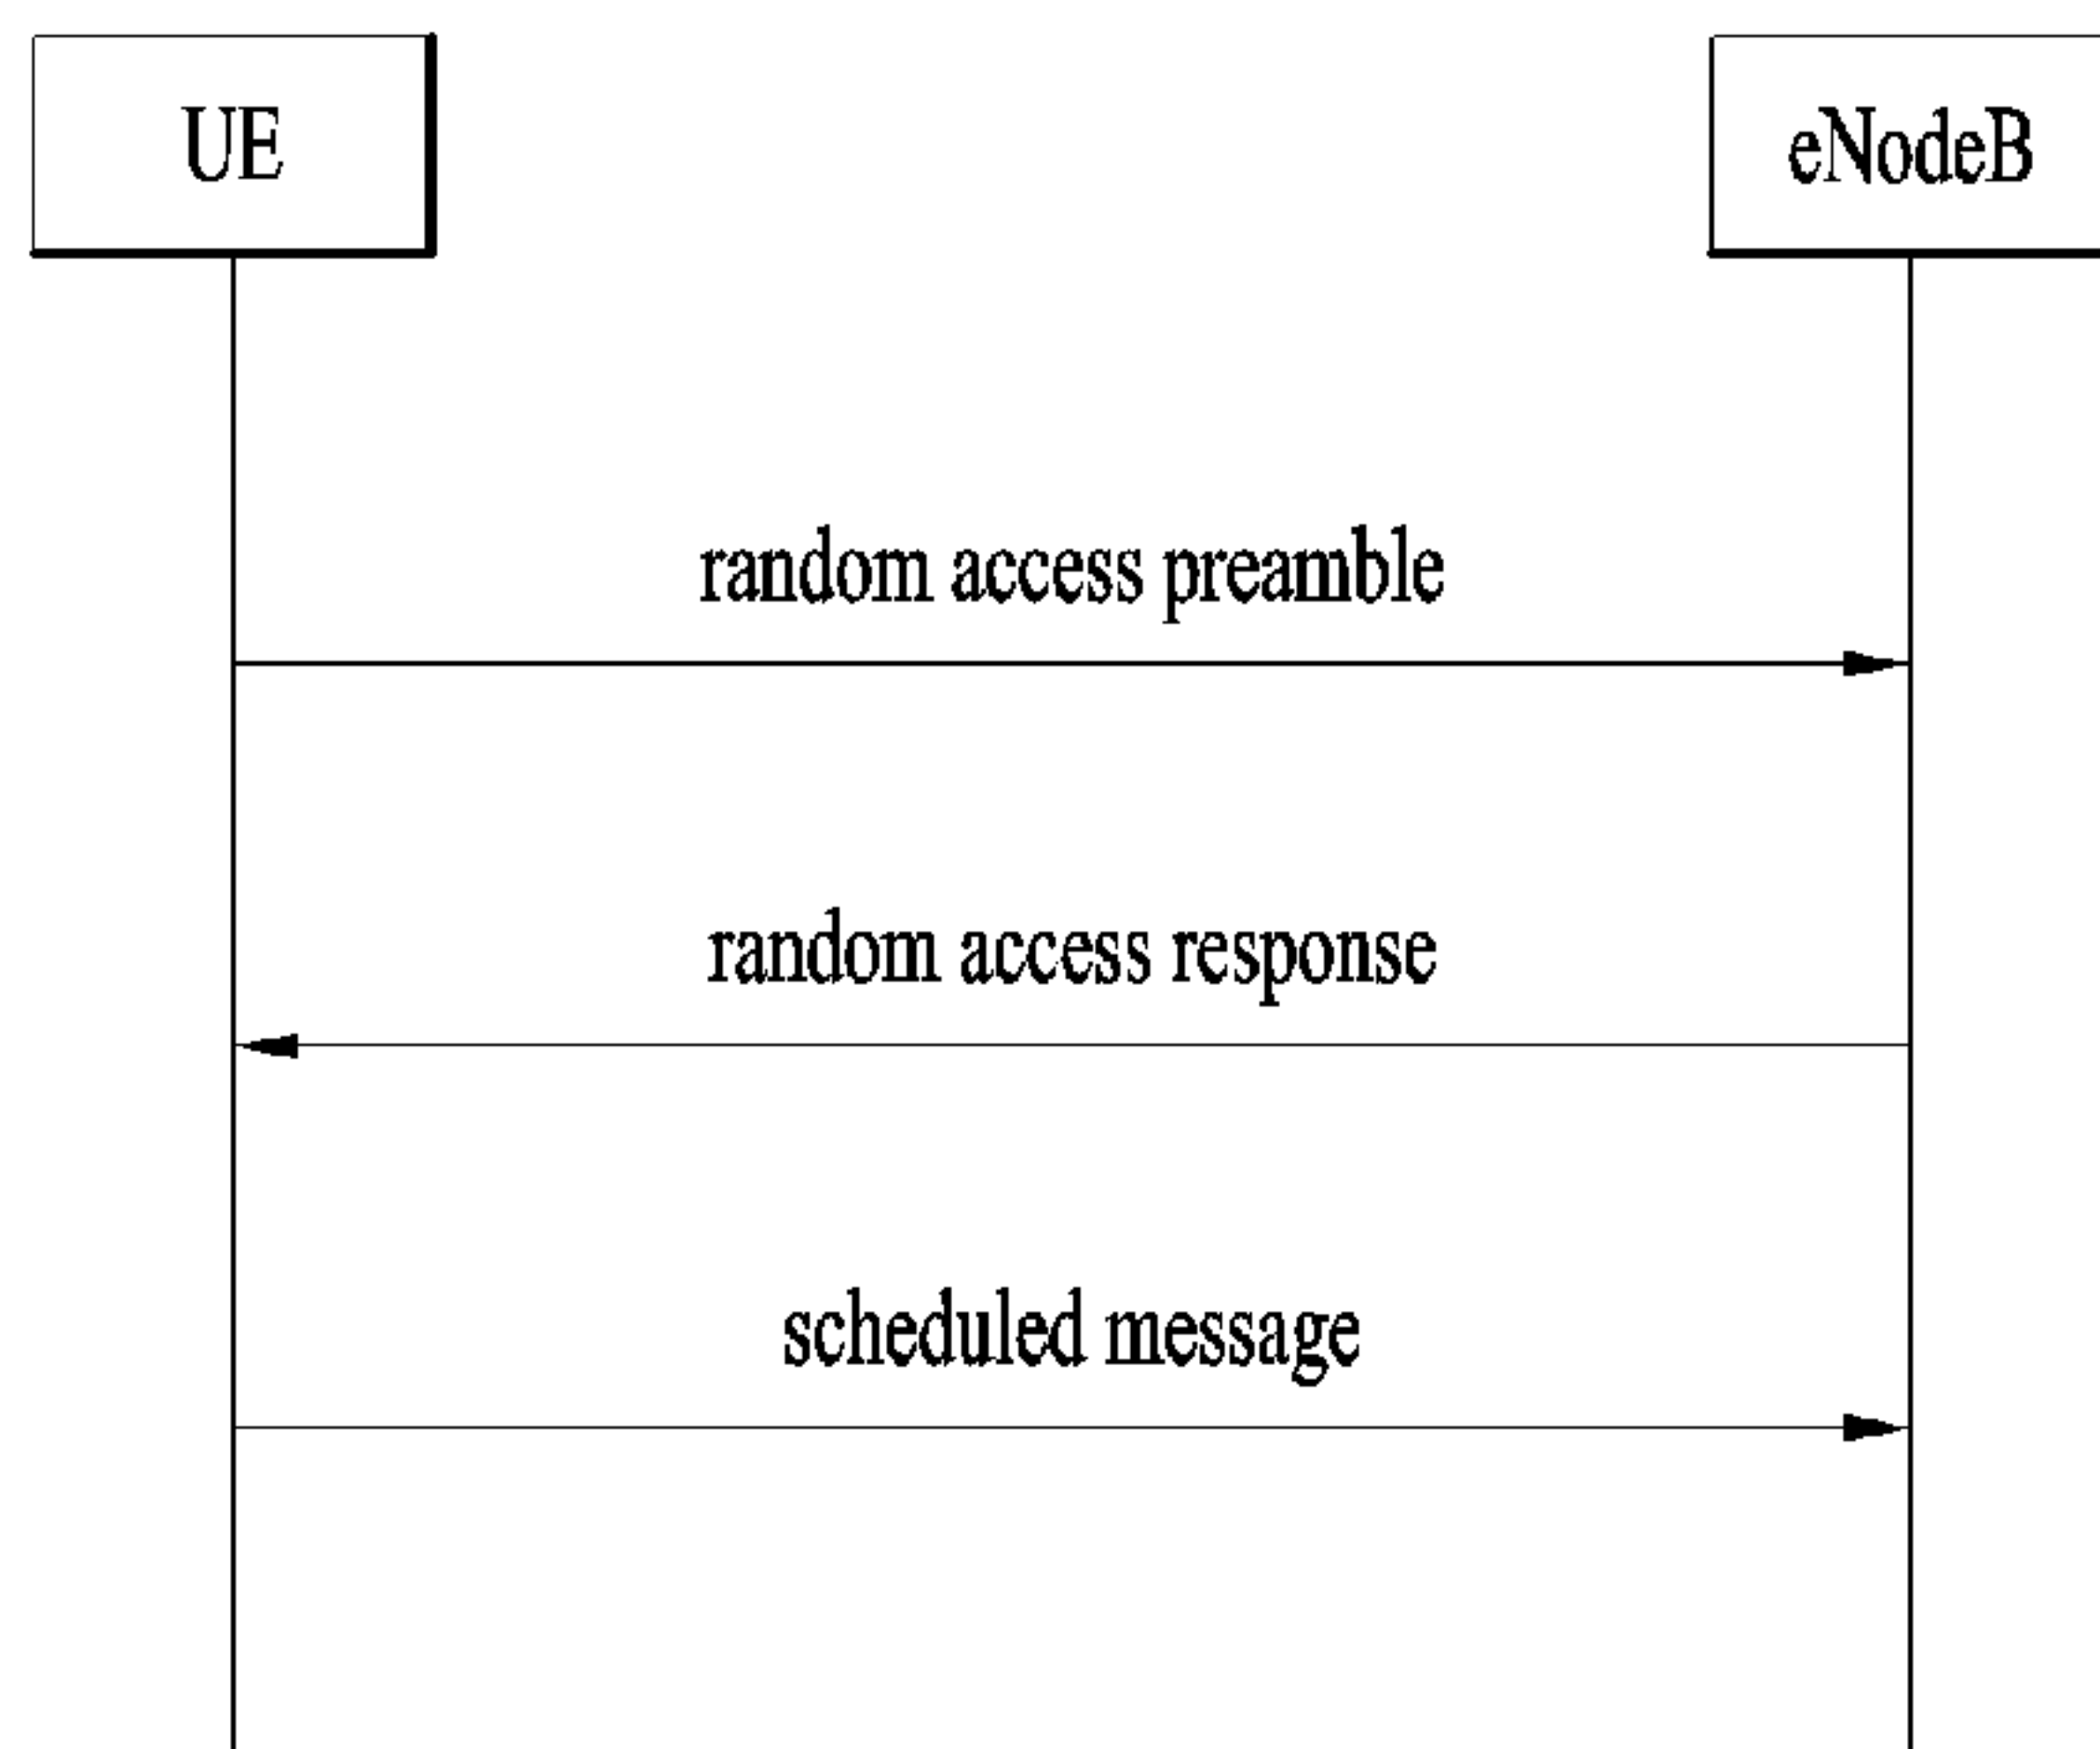 UE
eNodeB
random access preamble
random access response
scheduled message